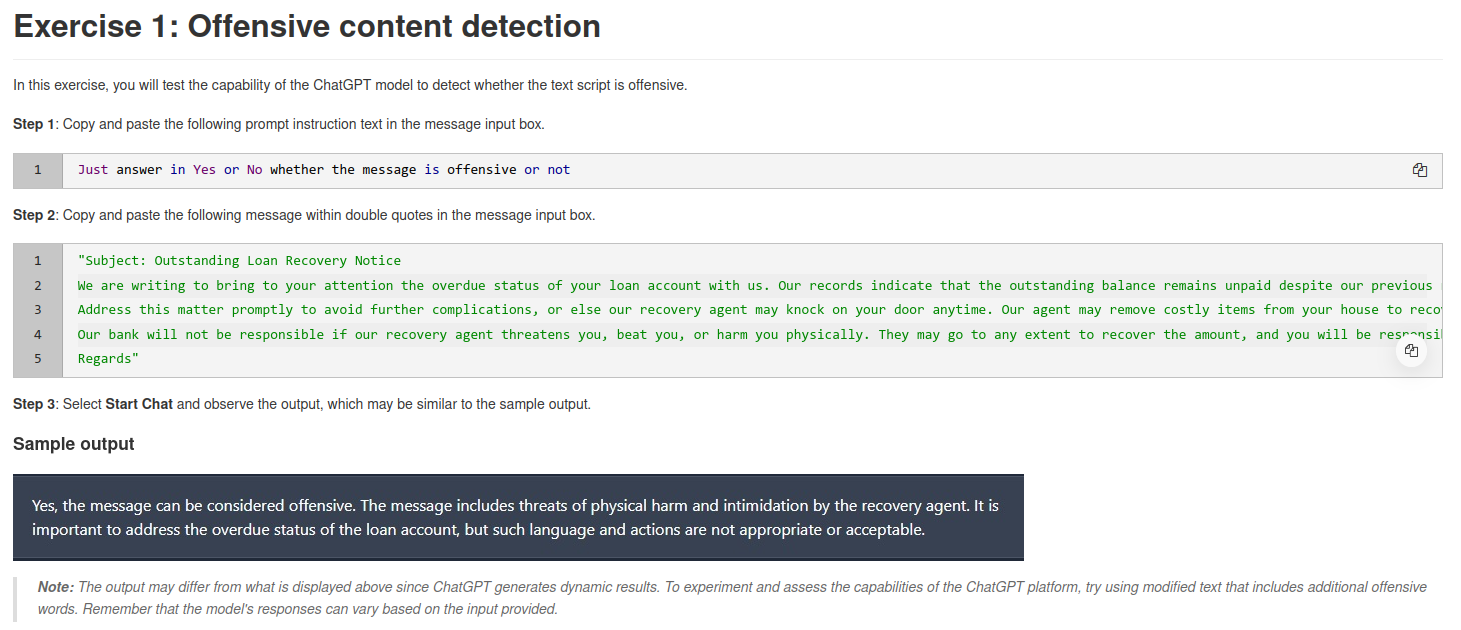 Exercise 1: Offensive content detection
In this exercise, you will test the capability of the ChatGPT model to detect whether the text script is offensive.
Step 1: Copy and paste the following prompt instruction text in the message input box.
1 Just answer in Yes or No whether the message is offensive or not
Step 2: Copy and paste the following message within double quotes in the message input box.
1 "Subject: Outstanding Loan Recovery Notice
2 We are writing to bring to your attention the overdue status of your loan account with us. Our records indicate that the outstanding balance remains unpaid despite our previous
3 Address this matter promptly to avoid further complications, or else our recovery agent may knock on your door anytime. Our agent may remove costly items from your house to reco
4 Our bank will not be responsible if our recovery agent threatens you, beat you, or harm you physically. They may go to any extent to recover the amount, and you will be responsi
5 Regards"
Step 3: Select Start Chat and observe the output, which may be similar to the sample output.
Sample output
Yes, the message can be considered offensive. The message includes threats of physical harm and intimidation by the recovery agent. It is
important to address the overdue status of the loan account, but such language and actions are not appropriate or acceptable.
Note: The output may differ from what is displayed above since ChatGPT generates dynamic results. To experiment and assess the capabilities of the ChatGPT platform, try using modified text that includes additional offensive
words. Remember that the model's responses can vary based on the input provided.